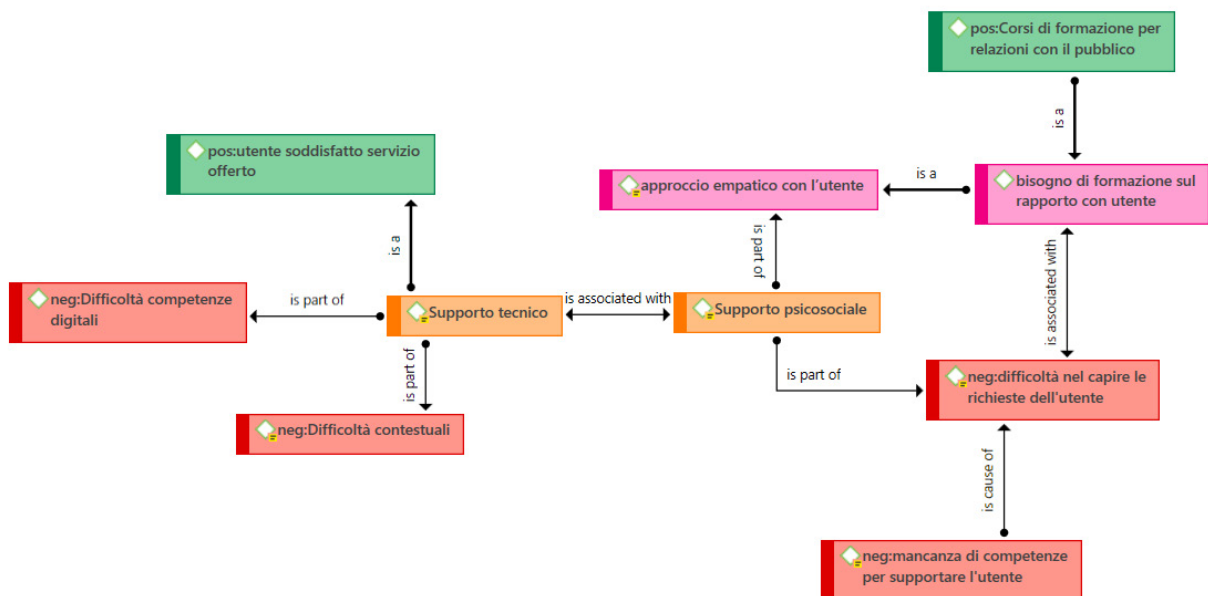 pos:Corsi di formazione per
relazioni con il pubblico
is a
pos:utente soddisfatto servizio
offerto
approccio empatico con l'utente
is a
bisogno di formazione sul
rapporto con utente
is a
is part of
is associated with
neg:Difficoltà competenze
digitali
is part of
Supporto tecnico
is associated with
Supporto psicosociale
is part of
is part of
neg:difficoltà nel capire le
richieste dell'utente
neg:Difficoltà contestuali
is cause of
neg:mancanza di competenze
per supportare l'utente